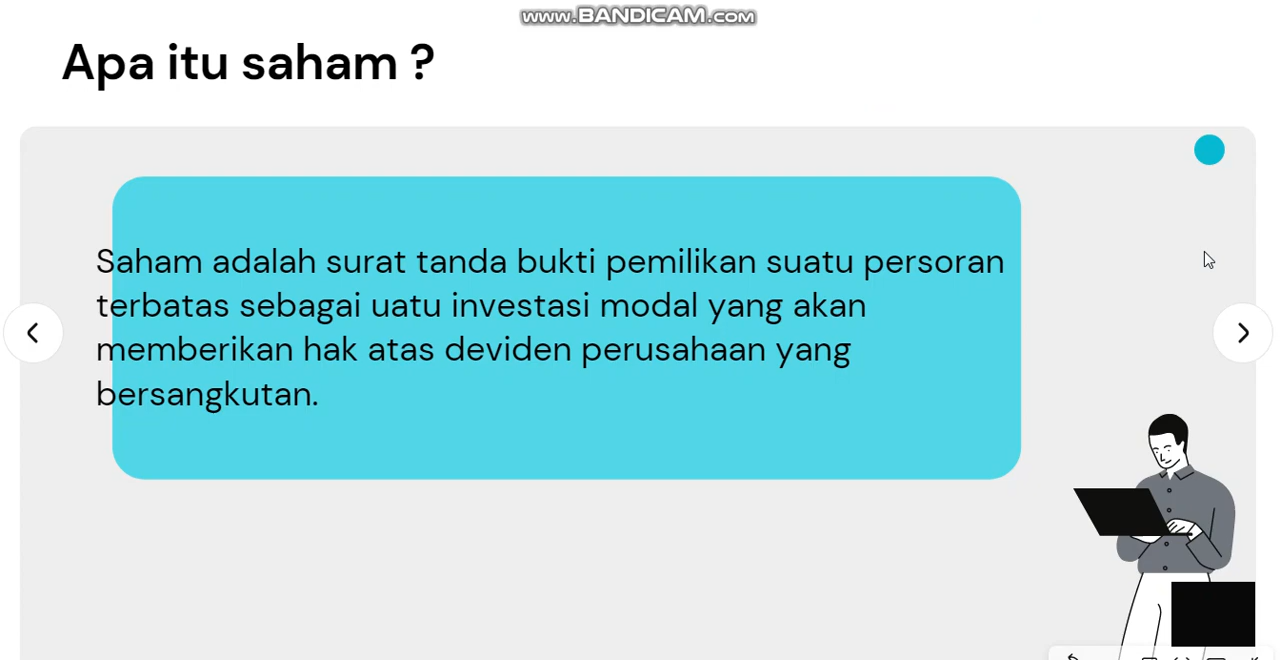 www.BANDICAM.com
Apa itu saham ?
Saham adalah surat tanda bukti pemilikan suatu persoran
terbatas sebagai uatu investasi modal yang akan
memberikan hak atas deviden perusahaan yang
bersangkutan.